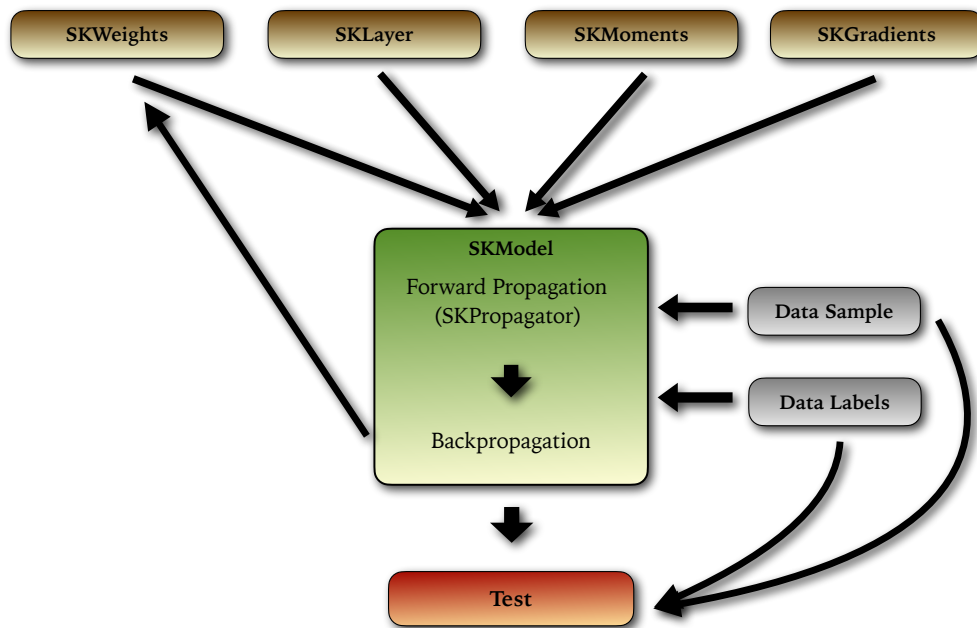 SKWeights
SKLayer
SKMoments
SKGradients
SKModel
Forward Propagation
(SKPropagator)
Backpropagation
Data Sample
Data Labels
Test